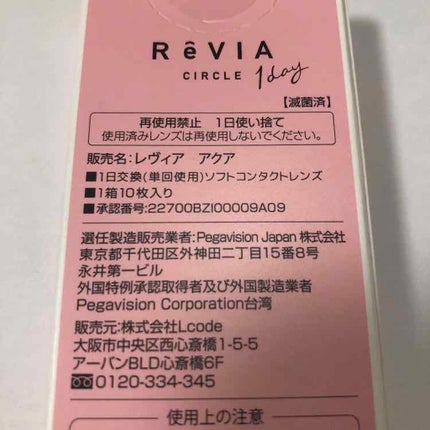 ReVIA
CIRCLE 1day
【滅菌済】
再使用禁止 1日使い捨て
使用済みレンズは再使用しないでください。
販売名:レヴィア アクア
■1日交換(単回使用)ソフトコンタクトレンズ
■1箱10枚入り
■承認番号:22700BZI00009A09
選任製造販売業者:Pegavision Japan 株式会社
東京都千代田区外神田二丁目15番8号
永井第一ビル
外国特例承認取得者及び外国製造業者
Pegavision Corporation台湾
販売元:株式会社Lcode
大阪市中央区西心斎橋1-5-5
アーバンBLD心斎橋6F
0120-334-345
使用上の注意